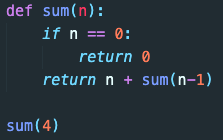 def sum(n):
    if n == 0:
        return 0
    return n + sum(n-1)

sum(4)